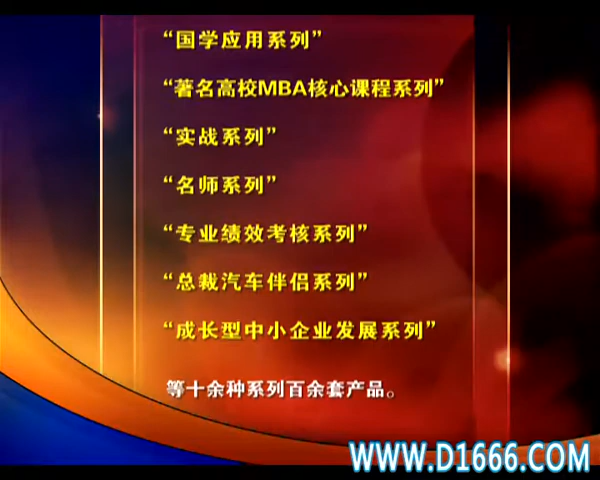 “国学应用系列”
“著名高校MBA核心课程系列”
“实战系列”
“名师系列”
“专业绩效考核系列”
“总裁汽车伴侣系列”
“成长型中小企业发展系列”
等十余种系列百余套产品。
WWW.D1666.COM